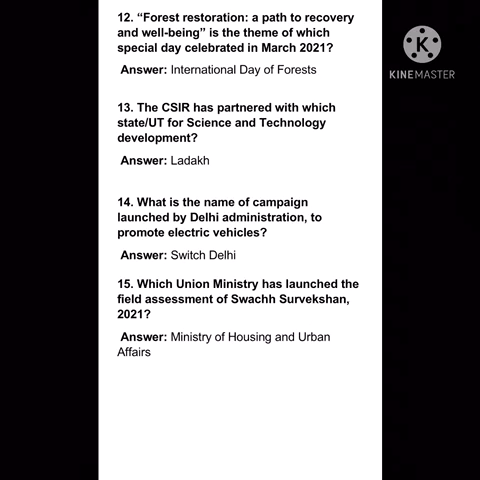 12. “Forest restoration: a path to recovery
and well-being” is the theme of which
special day celebrated in March 2021?
Answer: International Day of Forests
13. The CSIR has partnered with which
state/UT for Science and Technology
development?
Answer: Ladakh
14. What is the name of campaign
launched by Delhi administration, to
promote electric vehicles?
Answer: Switch Delhi
15. Which Union Ministry has launched the
field assessment of Swachh Survekshan,
2021?
Answer: Ministry of Housing and Urban
Affairs
K
KINEMASTER